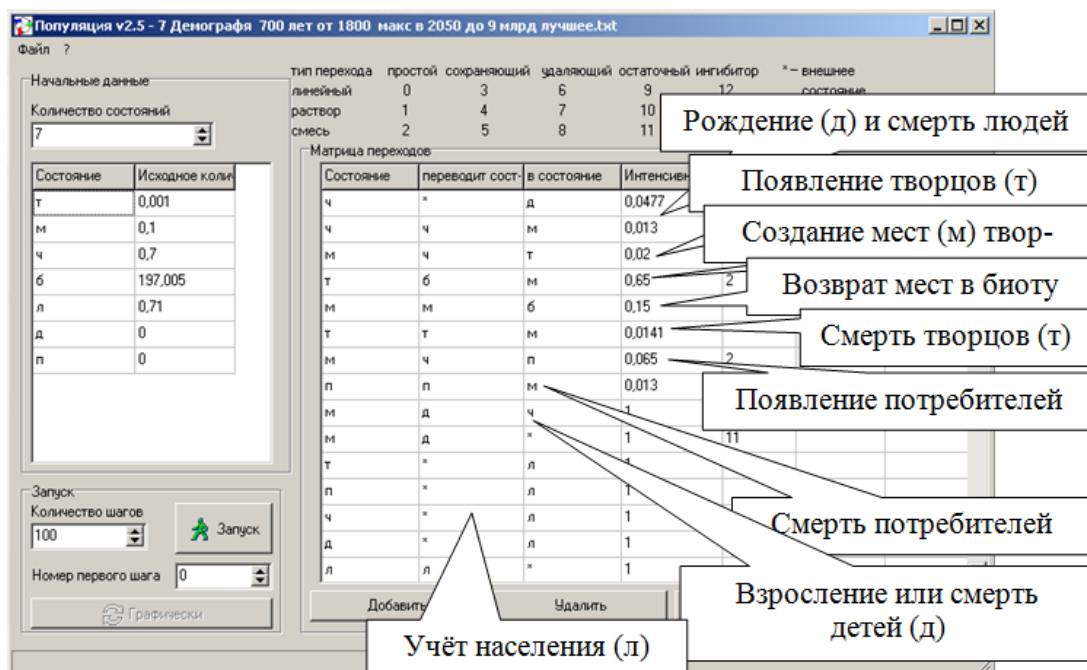 Популяция v2.5 - 7 Демографя 700 лет от 1800 макс в 2050 до 9 млрд лучшее.txt
Файл ?
Начальные данные
Количество состояний
7
Состояние Исходное колич
т 0,001
м 0,1
ч 0,7
б 197,005
л 0,71
д 0
п 0
Запуск
Количество шагов
100 Запуск
Номер первого шага 0
Графически
тип перехода простой сохраняющий удаляющий остаточный ингибитор * – внешнее
линейный 0 3 6 9 12 состояние
раствор 1 4 7 10
смесь 2 5 8 11
Матрица переходов
Состояние переводит сост- в состояние Интенсивн
ч * д 0,0477
ч ч м 0,013
м ч т 0,02
т б м 0,65 2
м м б 0,15
т т м 0,0141
м ч п 0,065 2
п п м 0,013
м д ч 1
м д * 1 11
т * л 1
п * л 1
ч * л 1
д * л 1
л л * 1
Добавить Удалить
Рождение (д) и смерть людей
Появление творцов (т)
Создание мест (м) твор-
Возврат мест в биоту
Смерть творцов (т)
Появление потребителей
Смерть потребителей
Взросление или смерть
детей (д)
Учёт населения (л)